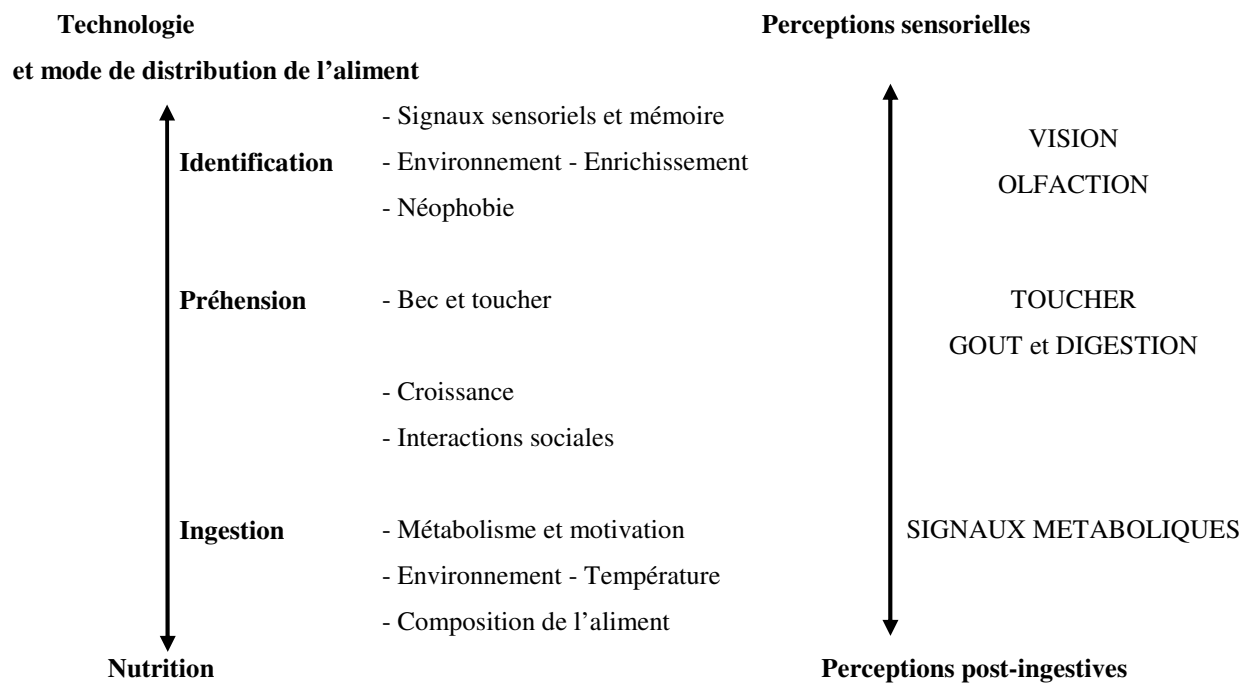 Technologie
et mode de distribution de l'aliment
Perceptions sensorielles
Identification
- Signaux sensoriels et mémoire
- Environnement - Enrichissement
- Néophobie
VISION
OLFACTION
Préhension
- Bec et toucher
TOUCHER
GOUT et DIGESTION
- Croissance
- Interactions sociales
Ingestion
- Métabolisme et motivation
- Environnement - Température
- Composition de l'aliment
SIGNAUX METABOLIQUES
Nutrition
Perceptions post-ingestives